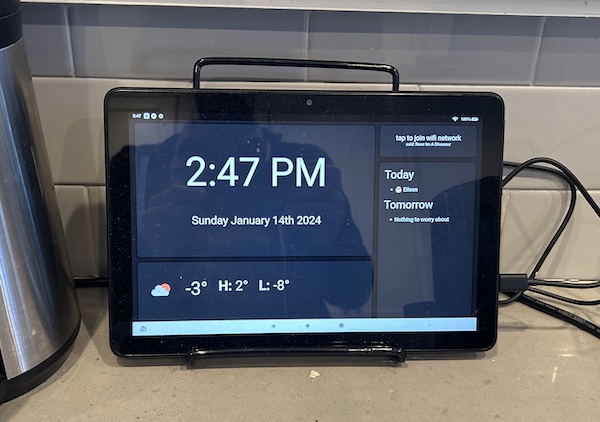 2:47
100%
2:47 PM
Sunday January 14th 2024
-3° H: 2° L: -8°
tap to join wifi network
ssid: Rawr Im A Dinosaur
Today
• Eileen
Tomorrow
• Nothing to worry about